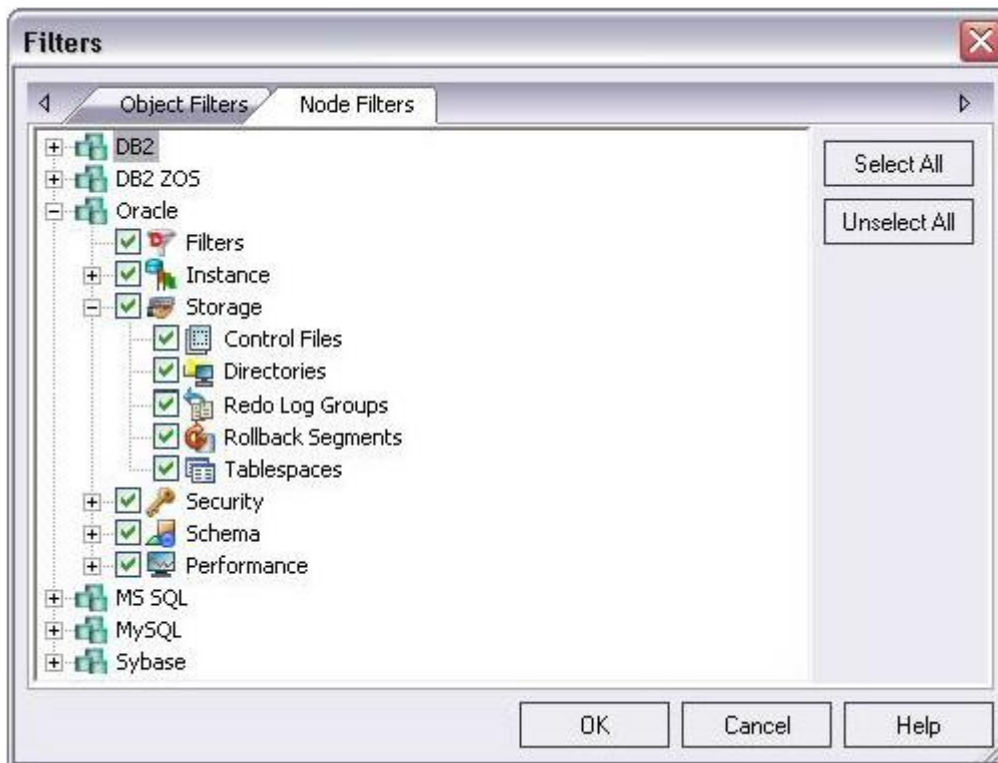 Filters
Object Filters Node Filters
DB2
Select All
DB2 ZOS
Oracle
Unselect All
Filters
Instance
Storage
Control Files
Directories
Redo Log Groups
Rollback Segments
Tablespaces
Security
Schema
Performance
MS SQL
MySQL
Sybase
OK Cancel Help